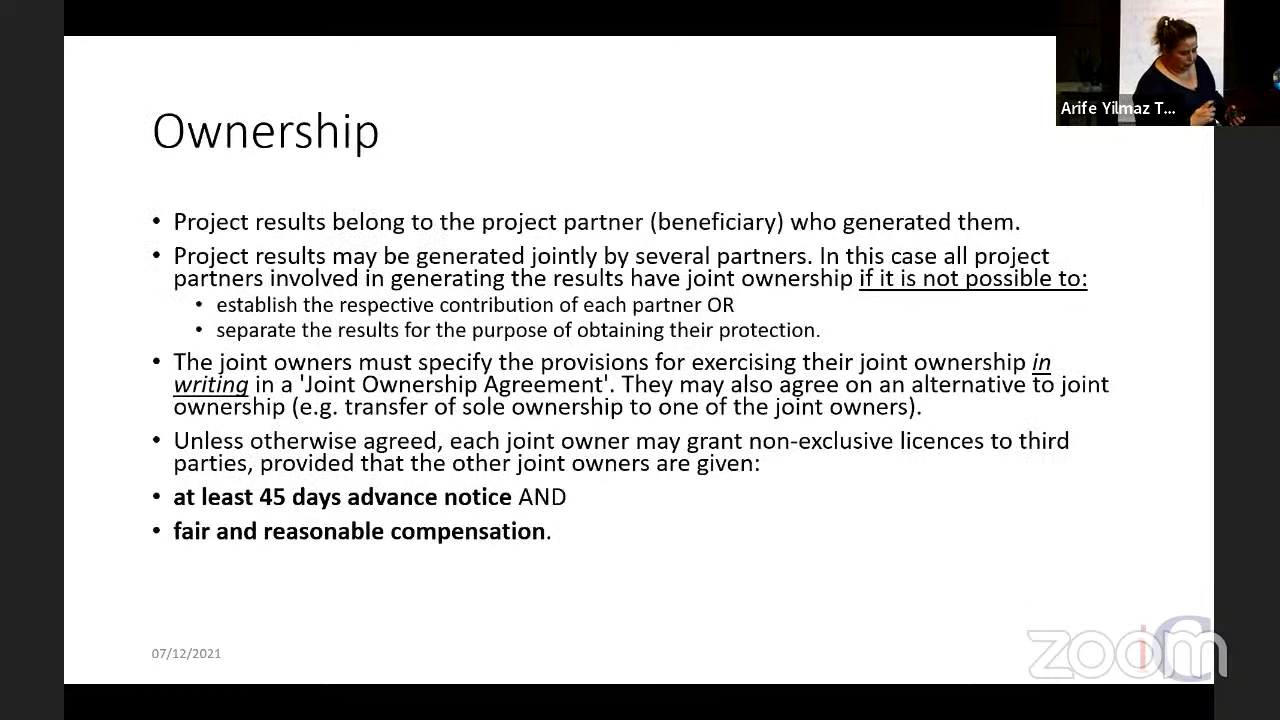 Arife Yilmaz T...
Ownership
• Project results belong to the project partner (beneficiary) who generated them.
• Project results may be generated jointly by several partners. In this case all project
partners involved in generating the results have joint ownership if it is not possible to:
• establish the respective contribution of each partner OR
• separate the results for the purpose of obtaining their protection.
• The joint owners must specify the provisions for exercising their joint ownership in
writing in a 'Joint Ownership Agreement'. They may also agree on an alternative to joint
ownership (e.g. transfer of sole ownership to one of the joint owners).
• Unless otherwise agreed, each joint owner may grant non-exclusive licences to third
parties, provided that the other joint owners are given:
• at least 45 days advance notice AND
• fair and reasonable compensation.
07/12/2021
zoom